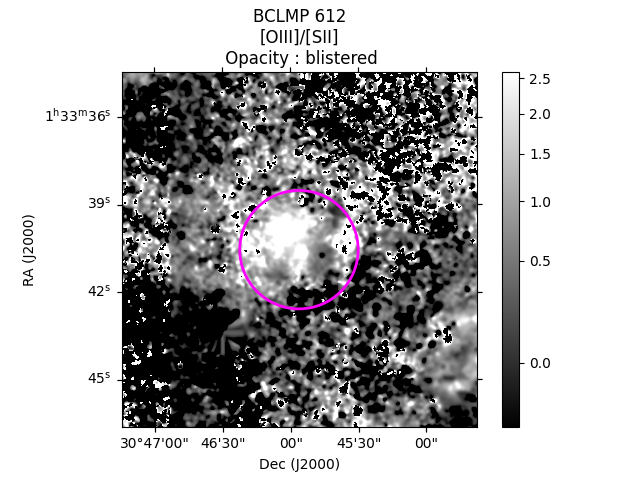 BCLMP 612
[OIII]/[SII]
Opacity : blistered
1ʰ33ᵐ36ˢ
39ˢ
42ˢ
45ˢ
RA (J2000)
30°47'00" 46'30" 00" 45'30" 00"
Dec (J2000)
2.5
2.0
1.5
1.0
0.5
0.0